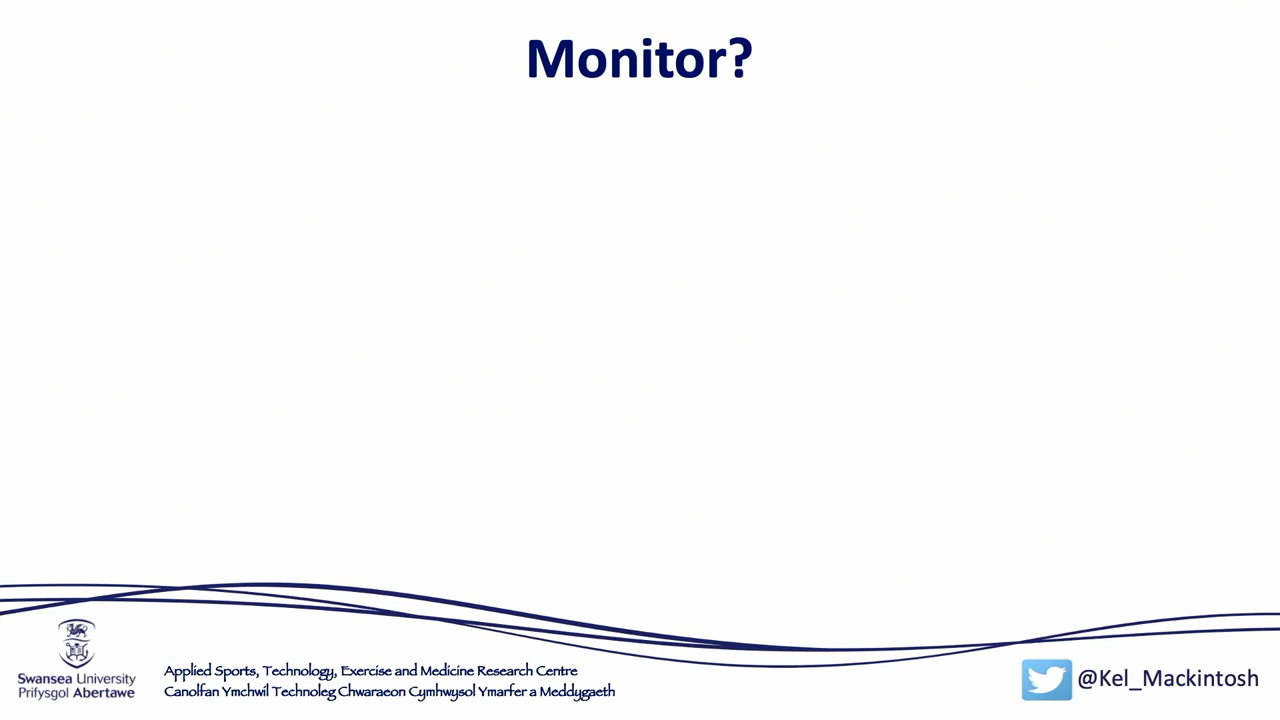 Monitor?
Applied Sports, Technology, Exercise and Medicine Research Centre
Canolfan Ymchwil Technoleg Chwaraeon Cymhwysol Ymarfer a Meddygaeth
Swansea University
Prifysgol Abertawe
@Kel_Mackintosh